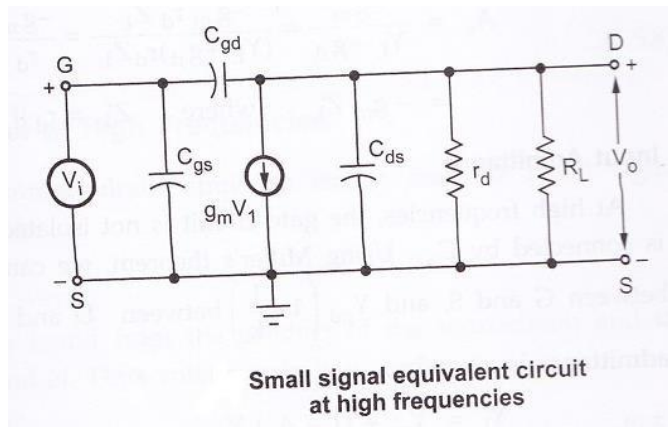 C_gd
G
D
+
+
V_i
C_gs
g_mV_1
C_ds
r_d
R_L
V_o
−
−
S
S
Small signal equivalent circuit
at high frequencies